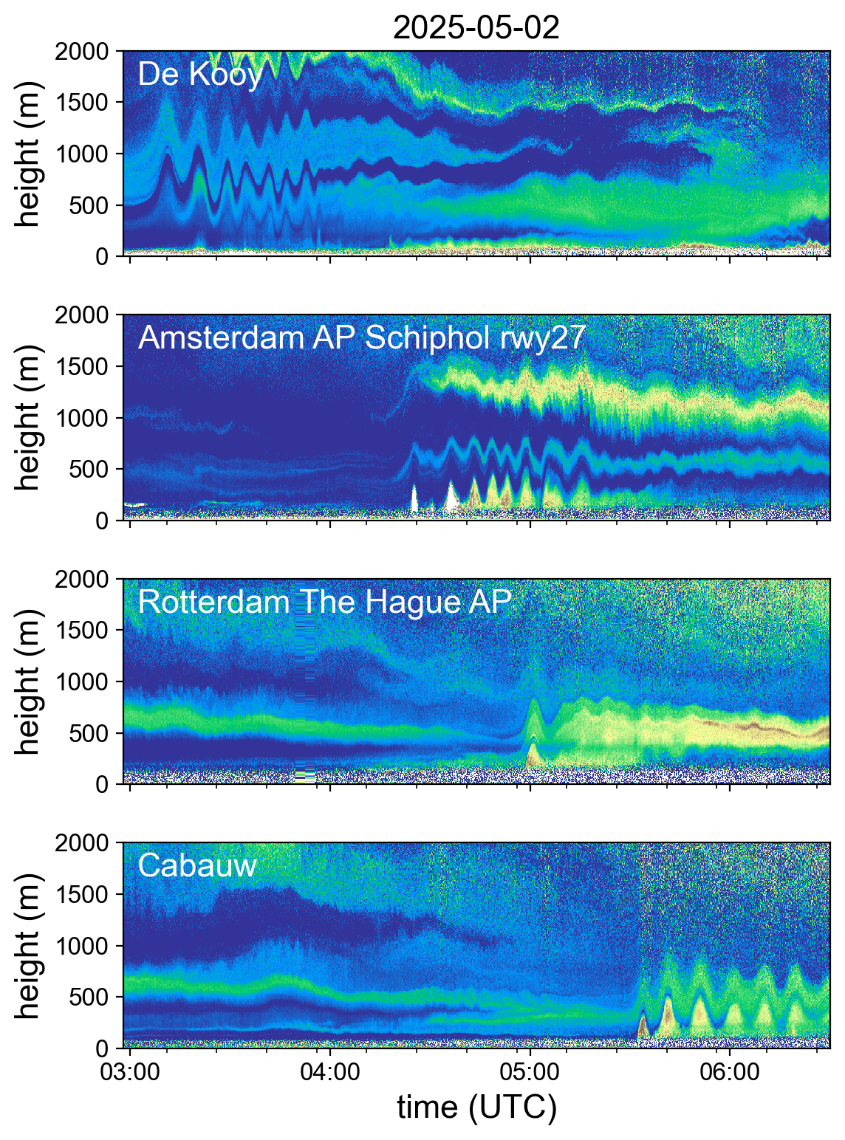 2025-05-02
De Kooy
2000
1500
1000
500
0
height (m)
Amsterdam AP Schiphol rwy27
2000
1500
1000
500
0
height (m)
Rotterdam The Hague AP
2000
1500
1000
500
0
height (m)
Cabauw
2000
1500
1000
500
0
height (m)
03:00 04:00 05:00 06:00
time (UTC)